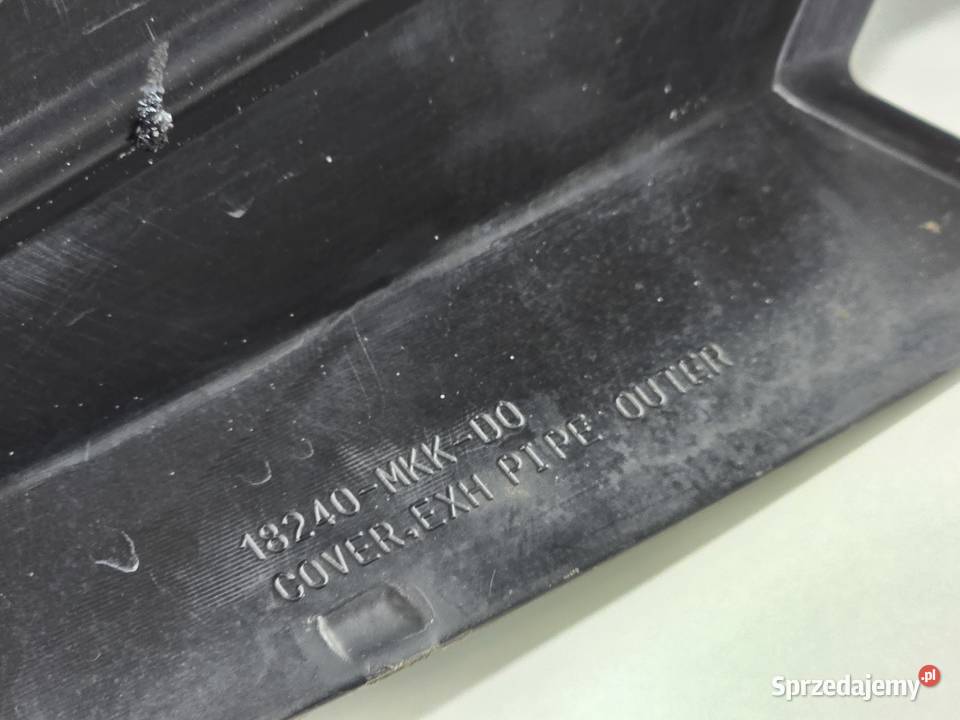 18240-MKK-D0
COVER,EXH PIPE OUTER
Sprzedajemy.pl